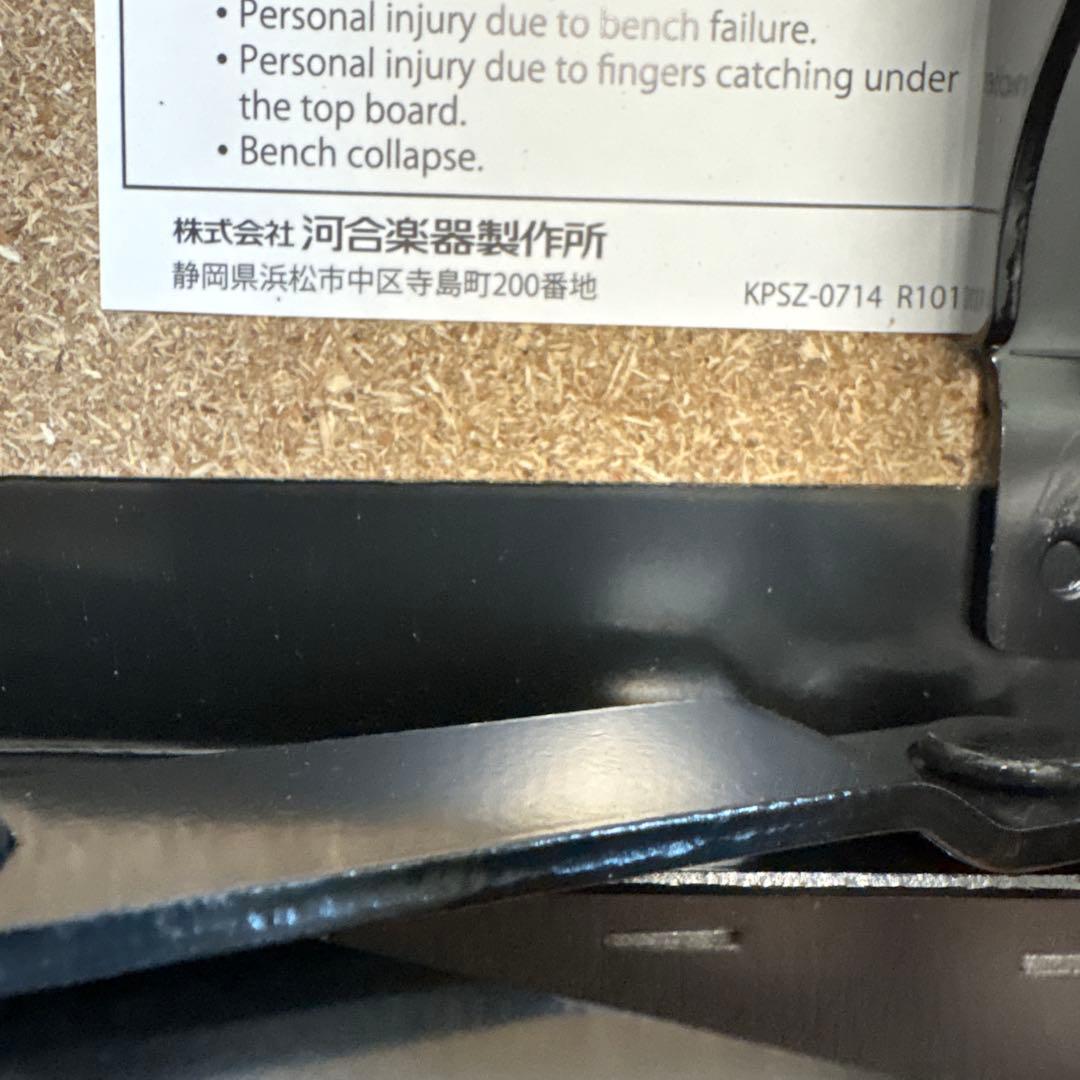 • Personal injury due to bench failure.
• Personal injury due to fingers catching under
the top board.
• Bench collapse.
株式会社 河合楽器製作所
静岡県浜松市中区寺島町200番地
KPSZ-0714 R101